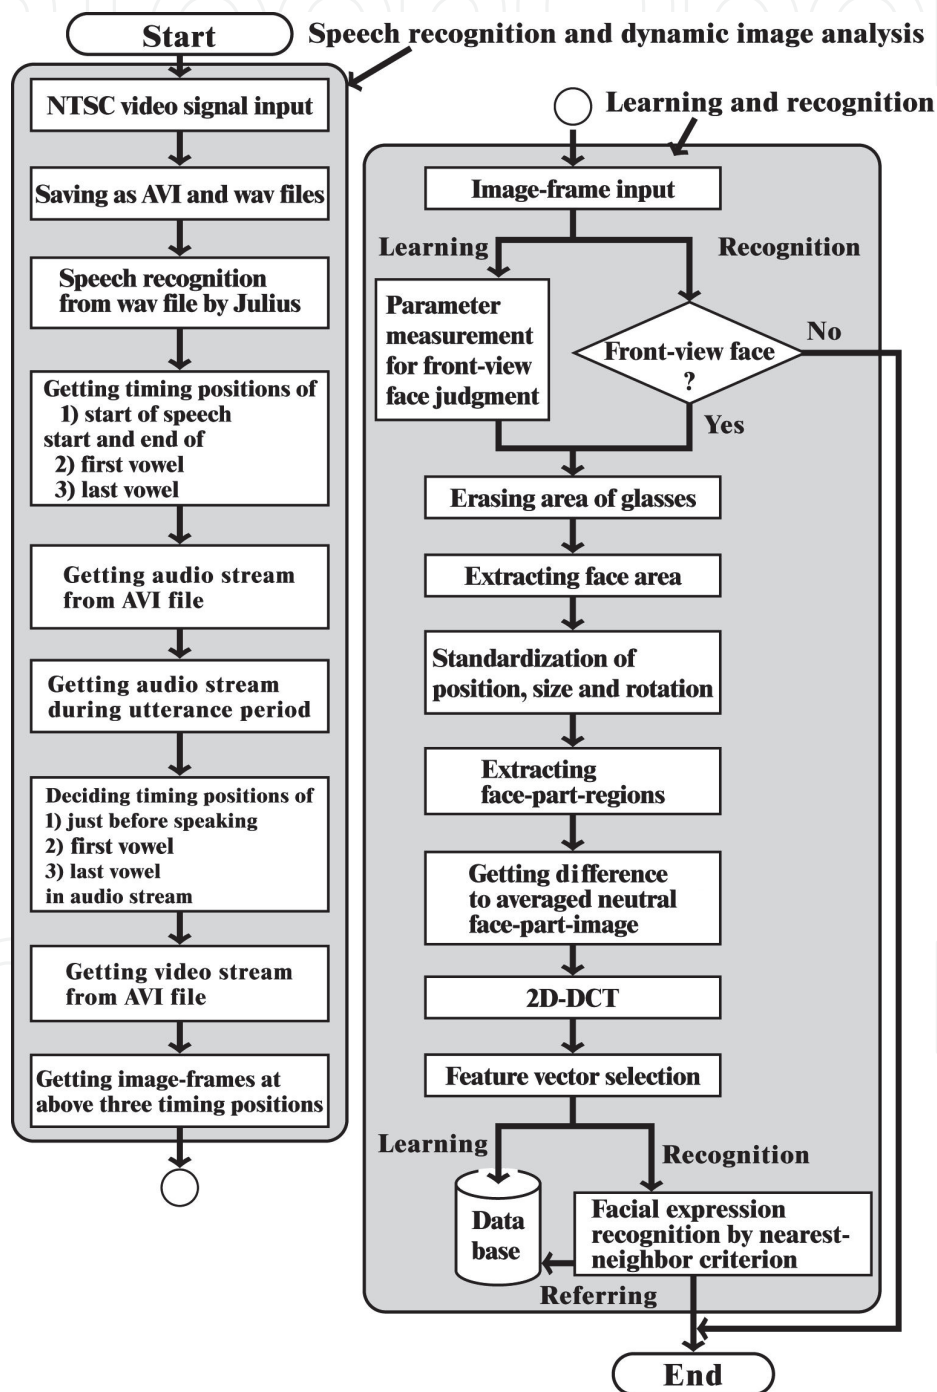 Start
Speech recognition and dynamic image analysis
NTSC video signal input
Saving as AVI and wav files
Speech recognition
from wav file by Julius
Getting timing positions of
1) start of speech
start and end of
2) first vowel
3) last vowel
Getting audio stream
from AVI file
Getting audio stream
during utterance period
Deciding timing positions of
1) just before speaking
2) first vowel
3) last vowel
in audio stream
Getting video stream
from AVI file
Getting image-frames at
above three timing positions
Learning and recognition
Image-frame input
Learning
Recognition
Parameter
measurement
for front-view
face judgment
Front-view face
?
No
Yes
Erasing area of glasses
Extracting face area
Standardization of
position, size and rotation
Extracting
face-part-regions
Getting difference
to averaged neutral
face-part-image
2D-DCT
Feature vector selection
Learning
Recognition
Data
base
Facial expression
recognition by nearest-
neighbor criterion
Referring
End